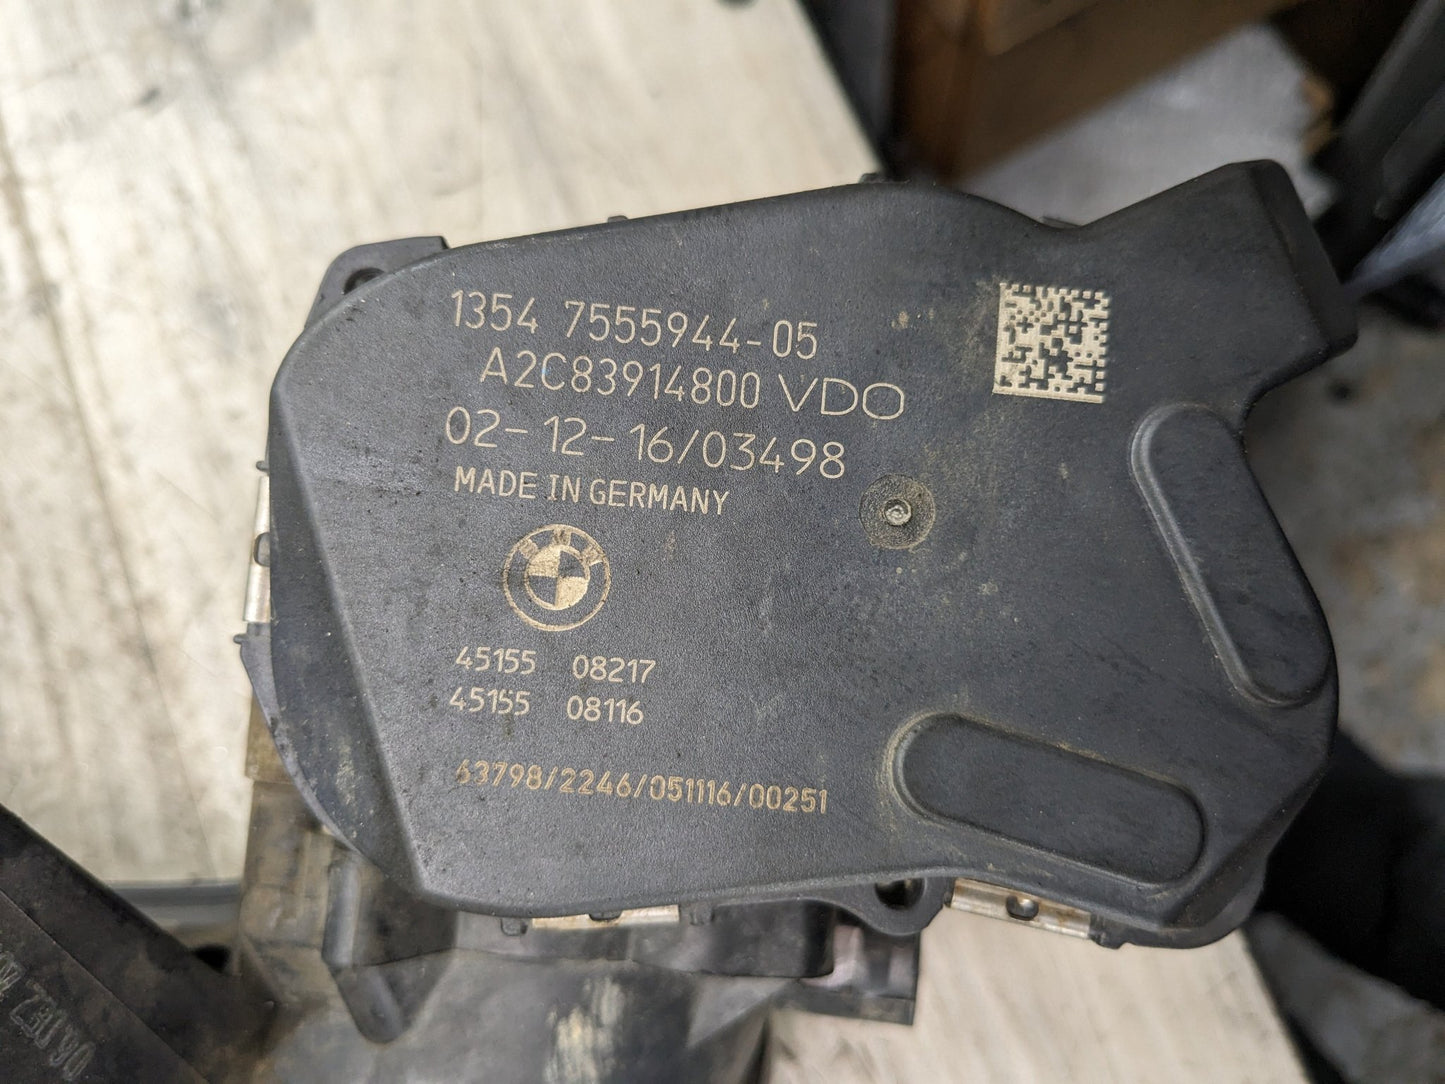 1354 7555944-05
A2C83914800 VDO
02-12-16/03498
MADE IN GERMANY
BMW
45155 08217
45155 08116
63798/2246/051116/00251